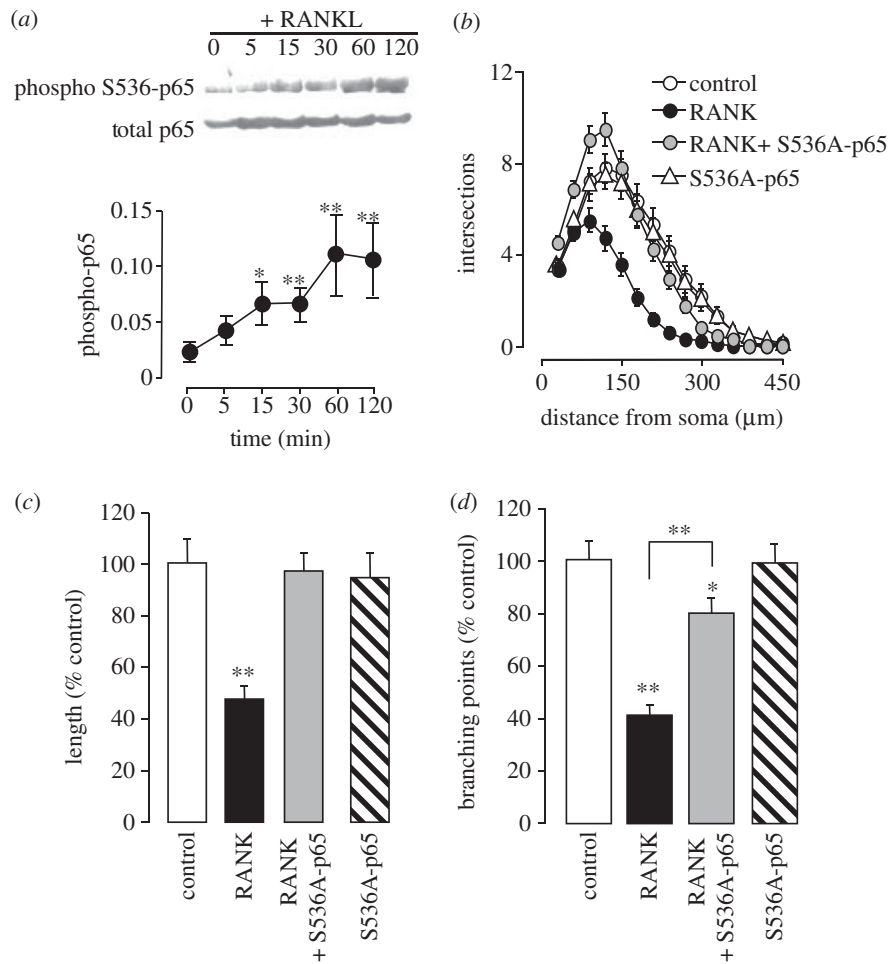 (a)
+ RANKL
0 5 15 30 60 120
phospho S536-p65
total p65
0.15
0.10
0.05
0
phospho-p65
*
**
**
**
0 5 15 30 60 120
time (min)
(b)
12
8
4
0
intersections
control
RANK
RANK+ S536A-p65
S536A-p65
0 150 300 450
distance from soma (μm)
(c)
120
100
80
60
40
20
0
length (% control)
**
control
RANK
RANK
+ S536A-p65
S536A-p65
(d)
120
100
80
60
40
20
0
branching points (% control)
**
**
*
control
RANK
RANK
+ S536A-p65
S536A-p65